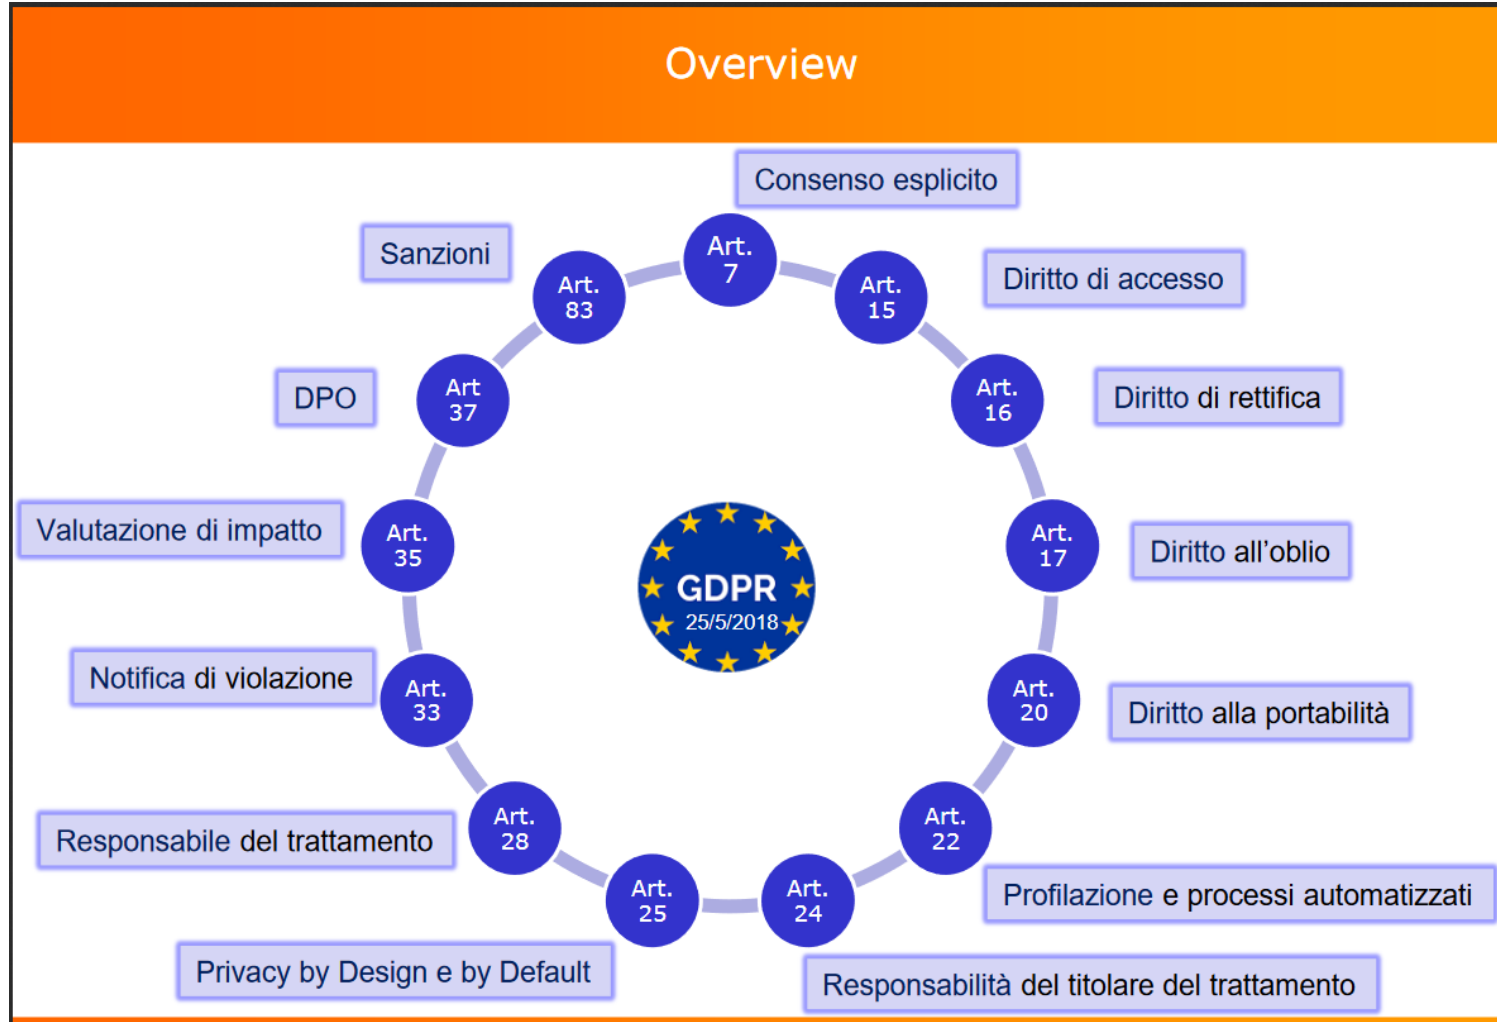 Overview
Consenso esplicito
Art.
7
Diritto di accesso
Art.
15
Diritto di rettifica
Art.
16
Diritto all’oblio
Art.
17
Diritto alla portabilità
Art.
20
Profilazione e processi automatizzati
Art.
22
Responsabilità del titolare del trattamento
Art.
24
Privacy by Design e by Default
Art.
25
Responsabile del trattamento
Art.
28
Notifica di violazione
Art.
33
Valutazione di impatto
Art.
35
DPO
Art
37
Sanzioni
Art.
83
GDPR
25/5/2018